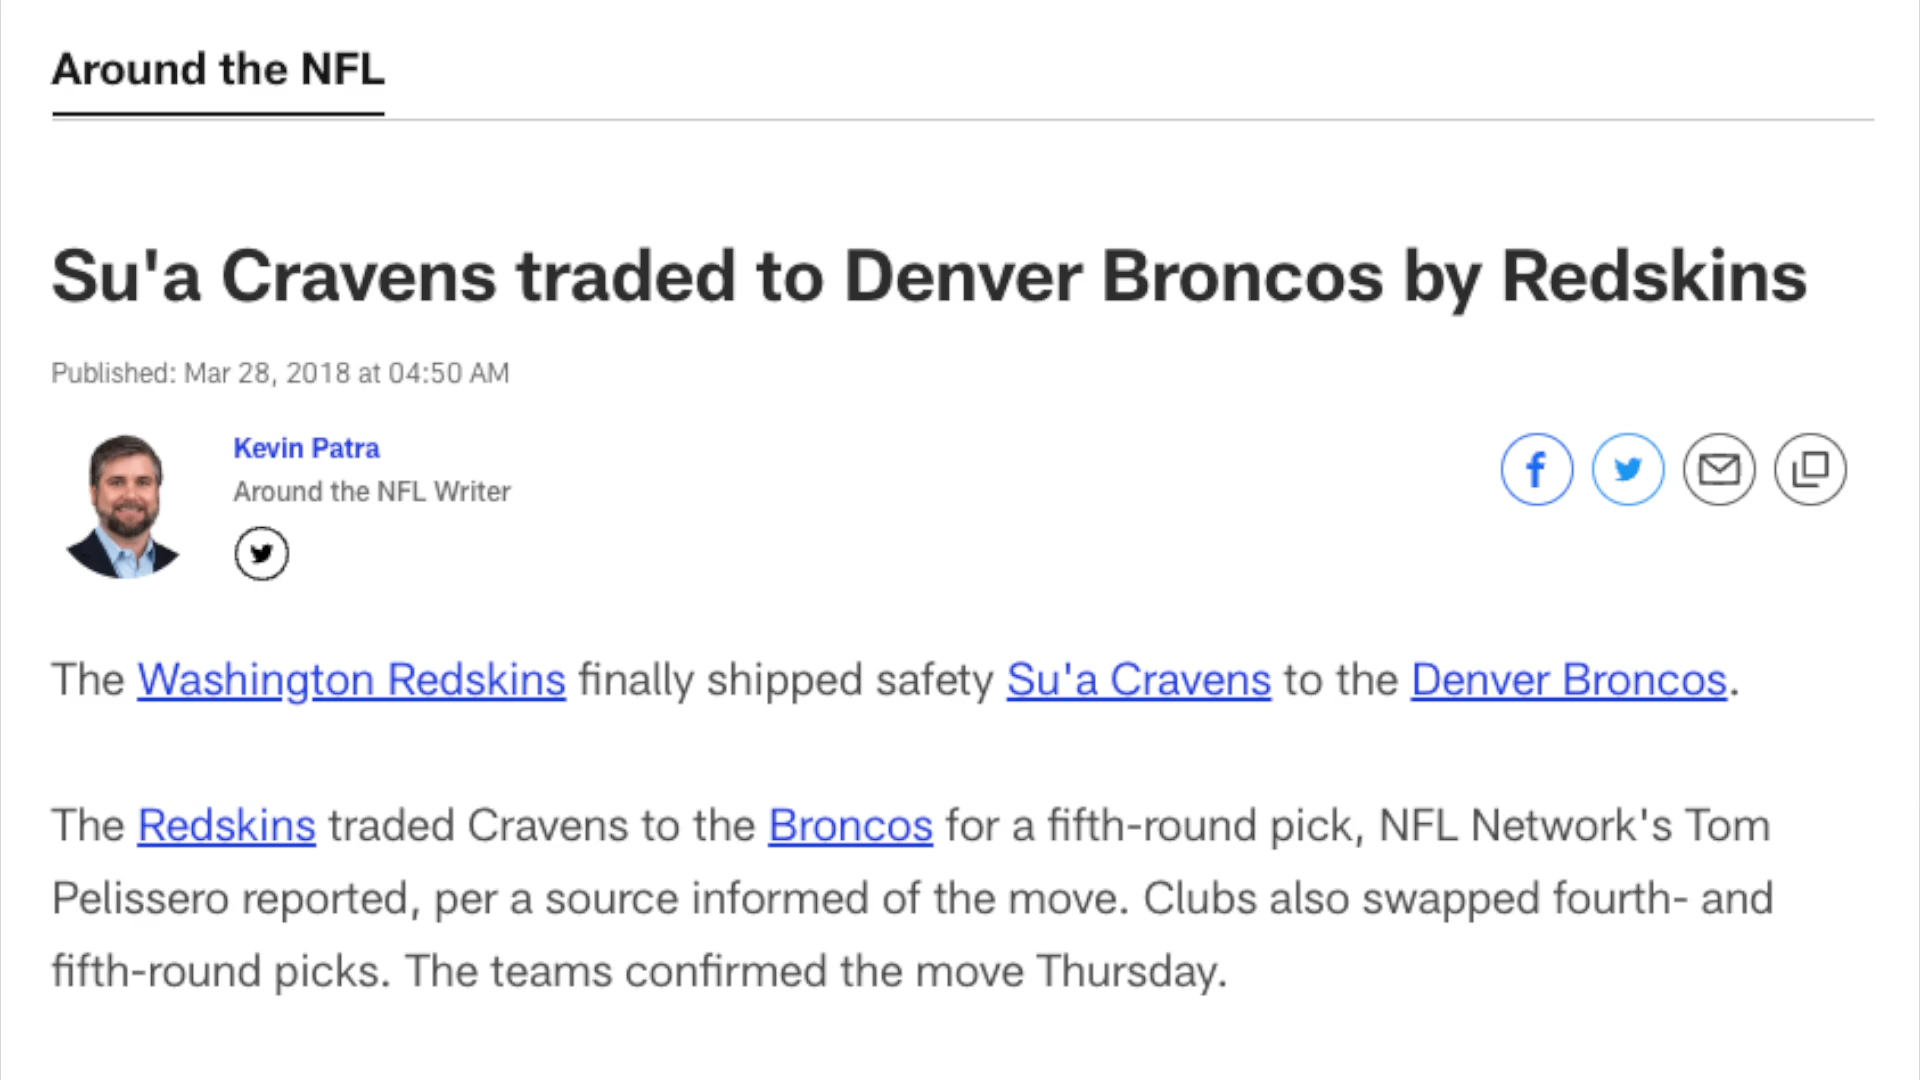 Around the NFL
Su'a Cravens traded to Denver Broncos by Redskins
Published: Mar 28, 2018 at 04:50 AM
Kevin Patra
Around the NFL Writer
The Washington Redskins finally shipped safety Su'a Cravens to the Denver Broncos.
The Redskins traded Cravens to the Broncos for a fifth-round pick, NFL Network's Tom
Pelissero reported, per a source informed of the move. Clubs also swapped fourth- and
fifth-round picks. The teams confirmed the move Thursday.